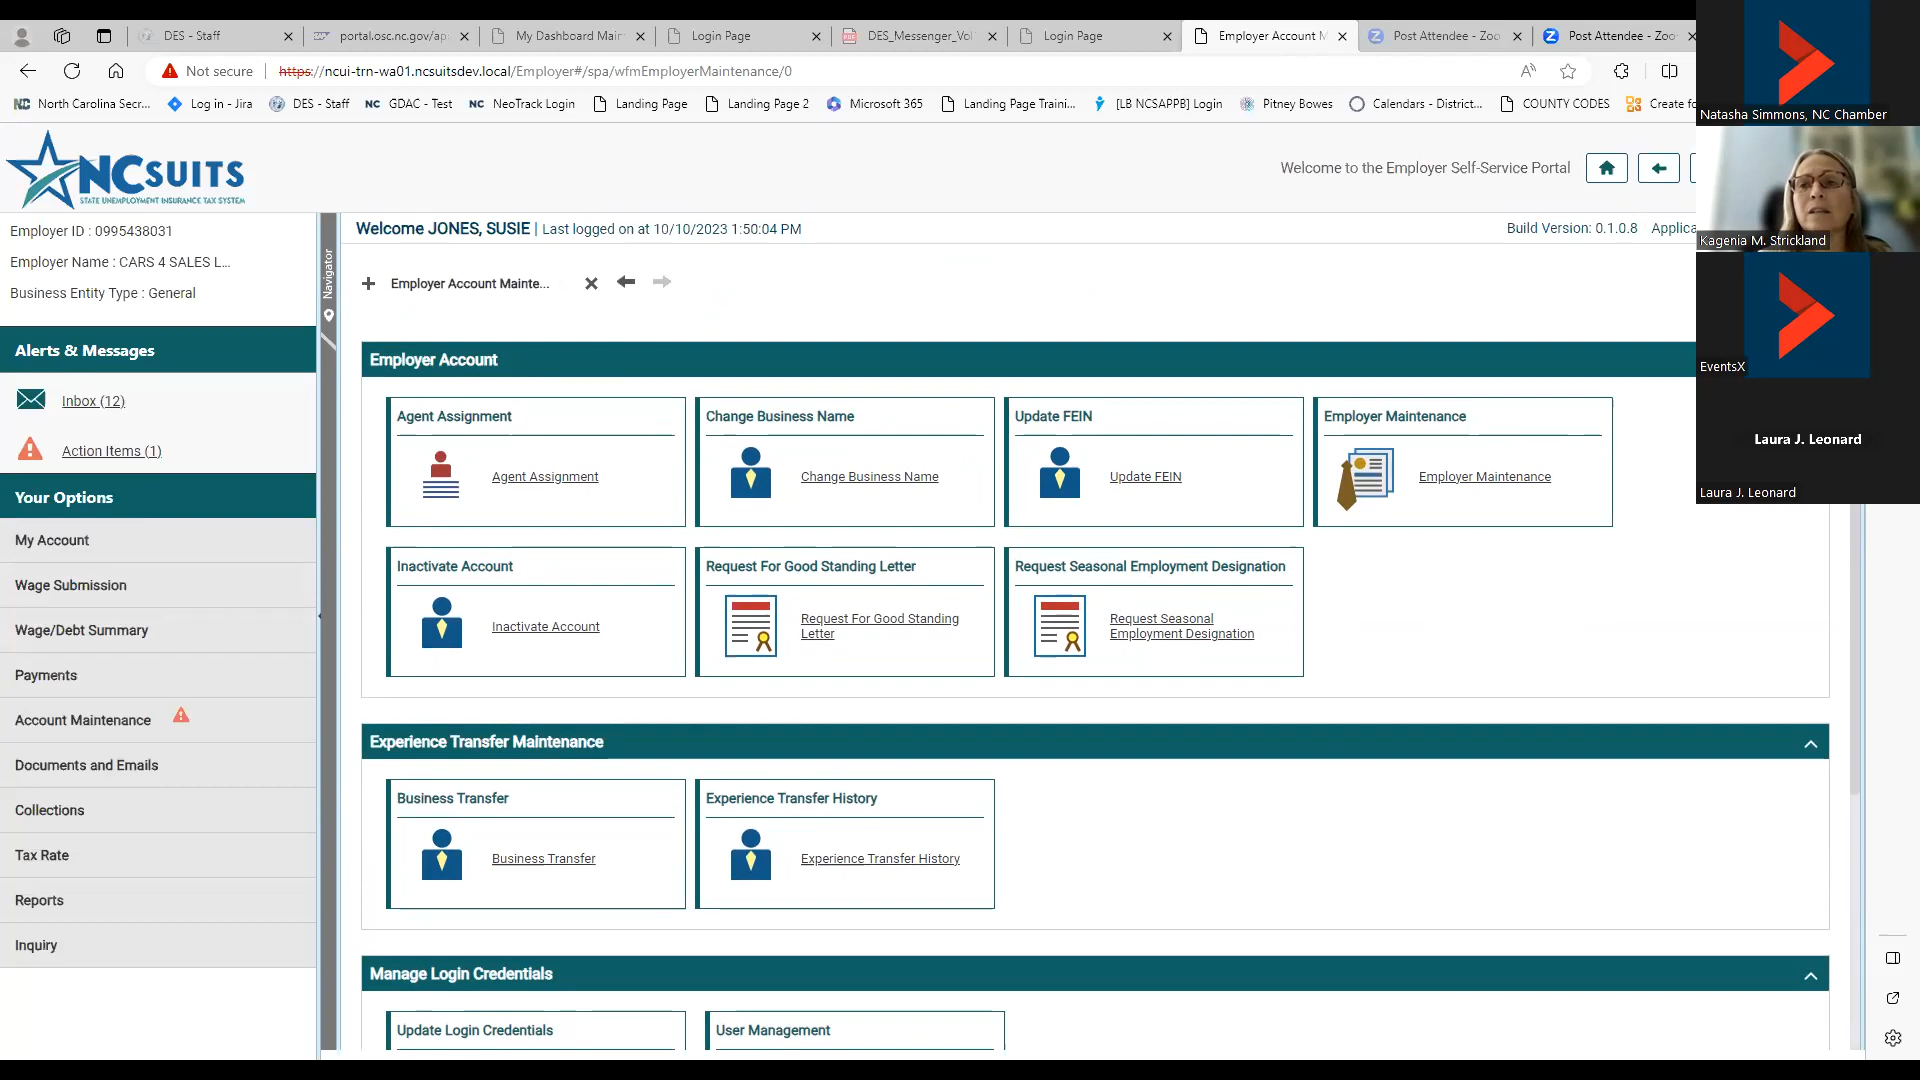 DES - Staff
portal.osc.nc.gov/ap
My Dashboard Main
Login Page
DES_Messenger_Vol
Login Page
Employer Account M
Post Attendee - Zoo
Post Attendee - Zoo
Not secure
https://ncui-trn-wa01.ncsuitsdev.local/Employer#/spa/wfmEmployerMaintenance/0
North Carolina Secr...
Log in - Jira
DES - Staff
NC GDAC - Test
NC NeoTrack Login
Landing Page
Landing Page 2
Microsoft 365
Landing Page Traini...
[LB NCSAPPB] Login
Pitney Bowes
Calendars - District...
COUNTY CODES
Create fo
Natasha Simmons, NC Chamber
NCSUITS
STATE UNEMPLOYMENT INSURANCE TAX SYSTEM
Welcome to the Employer Self-Service Portal
Kagenia M. Strickland
Employer ID : 0995438031
Employer Name : CARS 4 SALES L...
Business Entity Type : General
Navigator
Welcome JONES, SUSIE | Last logged on at 10/10/2023 1:50:04 PM
Build Version: 0.1.0.8 Applica
Employer Account Mainte...
EventsX
Laura J. Leonard
Laura J. Leonard
Alerts & Messages
Inbox (12)
Action Items (1)
Your Options
My Account
Wage Submission
Wage/Debt Summary
Payments
Account Maintenance
Documents and Emails
Collections
Tax Rate
Reports
Inquiry
Employer Account
Agent Assignment
Agent Assignment
Change Business Name
Change Business Name
Update FEIN
Update FEIN
Employer Maintenance
Employer Maintenance
Inactivate Account
Inactivate Account
Request For Good Standing Letter
Request For Good Standing
Letter
Request Seasonal Employment Designation
Request Seasonal
Employment Designation
Experience Transfer Maintenance
Business Transfer
Business Transfer
Experience Transfer History
Experience Transfer History
Manage Login Credentials
Update Login Credentials
User Management